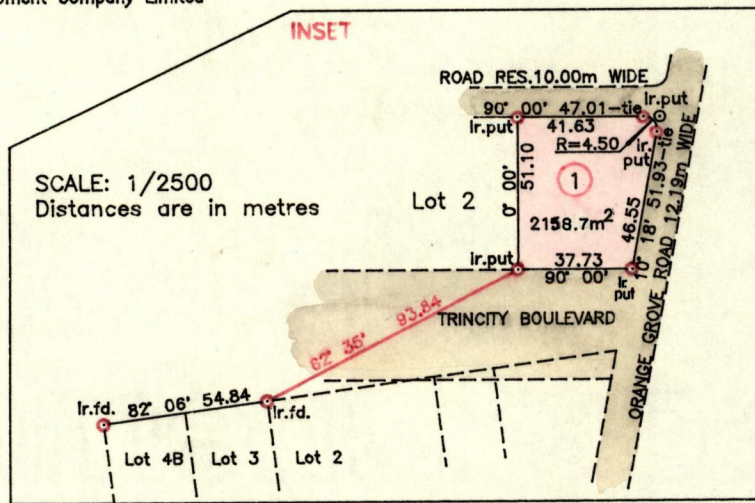 INSET
ROAD RES.10.00m WIDE
90° 00' 47.01-tie
Ir.put
Ir.put
41.63
R=4.50
Ir.
put
SCALE: 1/2500
Distances are in metres
Lot 2
0° 00'
51.10
1
2158.7m²
46.55
10° 18' 51.93-tie
ORANGE GROVE ROAD 12.19m WIDE
Ir.put
37.73
90° 00'
Ir.
put
TRINCITY BOULEVARD
62° 35' 93.84
Ir.fd.
82° 06' 54.84
Ir.fd.
Lot 4B
Lot 3
Lot 2